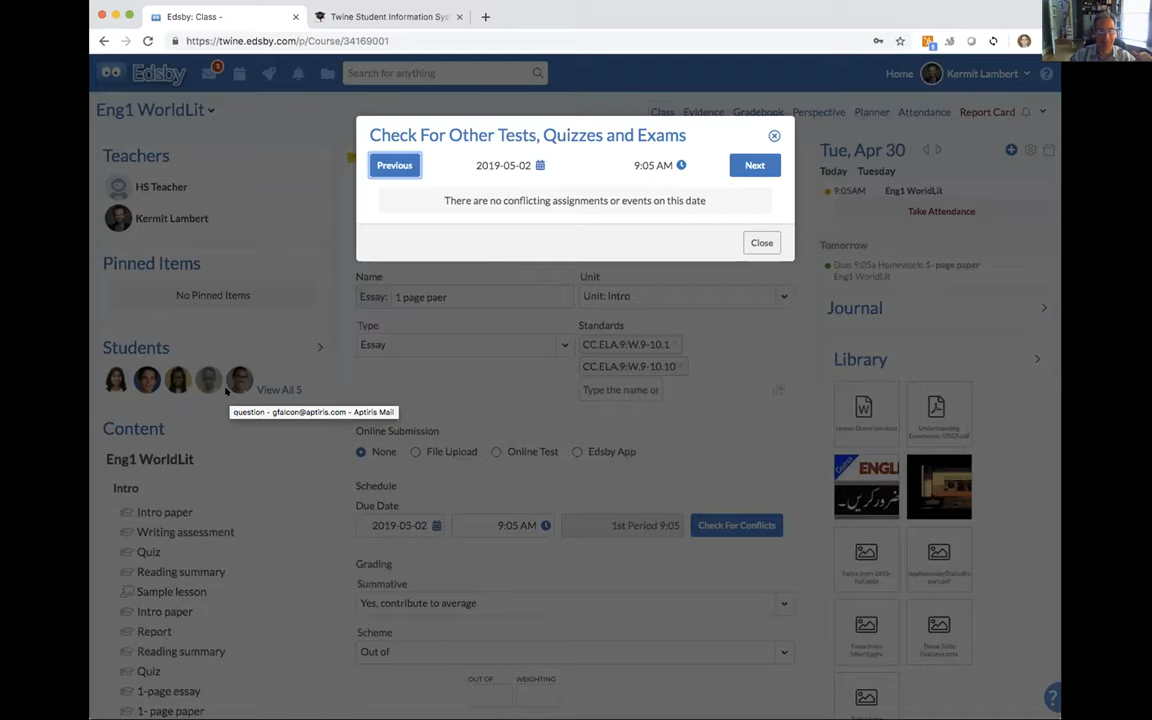 Edsby: Class -
Twine Student Information Sys
https://twine.edsby.com/p/Course/34169001
Edsby
3
Search for anything
Home
Kermit Lambert
Eng1 WorldLit
Class
Evidence
Gradebook
Perspective
Planner
Attendance
Report Card
Check For Other Tests, Quizzes and Exams
Previous
2019-05-02
9:05 AM
Next
There are no conflicting assignments or events on this date
Close
Teachers
HS Teacher
Kermit Lambert
Pinned Items
No Pinned Items
Students
View All 5
question - gfalcon@aptiris.com - Aptiris Mail
Content
Eng1 WorldLit
Intro
Intro paper
Writing assessment
Quiz
Reading summary
Sample lesson
Intro paper
Report
Reading summary
Quiz
1-page essay
1- page paper
Name
Unit
Essay: 1 page paer
Unit: Intro
Type
Standards
Essay
CC.ELA.9:W.9-10.1
CC.ELA.9:W.9-10.10
Type the name or
Online Submission
None
File Upload
Online Test
Edsby App
Schedule
Due Date
2019-05-02
9:05 AM
1st Period 9:05
Check For Conflicts
Grading
Summative
Yes, contribute to average
Scheme
Out of
OUT OF
WEIGHTING
Tue, Apr 30
Today Tuesday
9:05AM Eng1 WorldLit
Take Attendance
Tomorrow
Due: 9:05a Homework: 1- page paper
Eng1 WorldLit
Journal
Library
ENGL